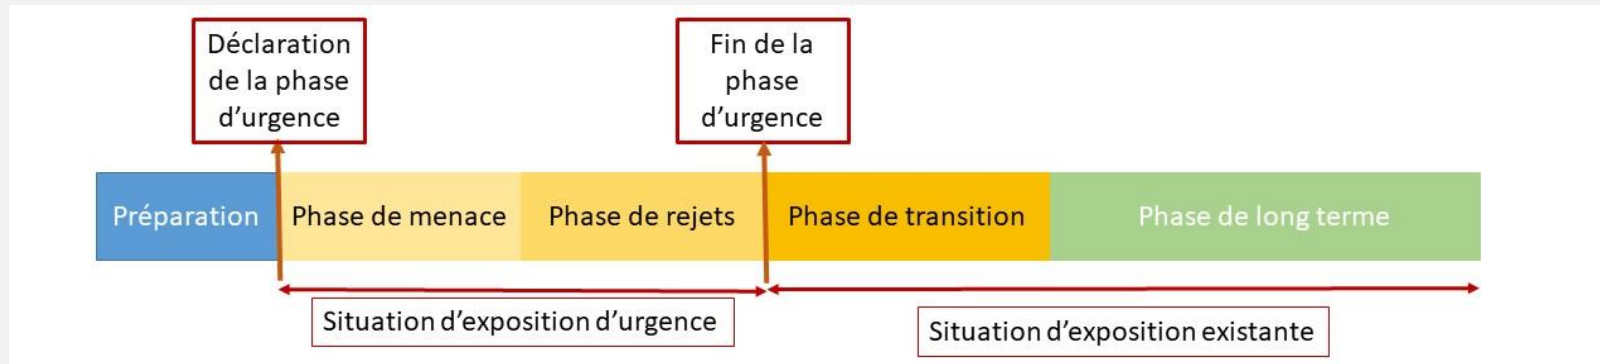 Déclaration
de la phase
d’urgence
Fin de la
phase
d’urgence
Préparation
Phase de menace
Phase de rejets
Phase de transition
Phase de long terme
Situation d’exposition d’urgence
Situation d’exposition existante